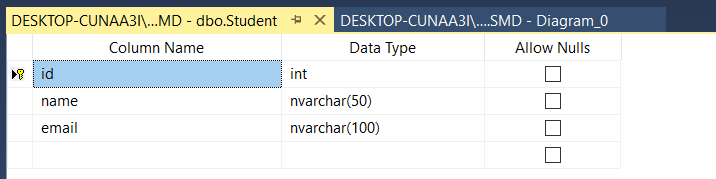 DESKTOP-CUNAA3I\...MD - dbo.Student DESKTOP-CUNAA3I\....SMD - Diagram_0
Column Name Data Type Allow Nulls
id int
name nvarchar(50)
email nvarchar(100)